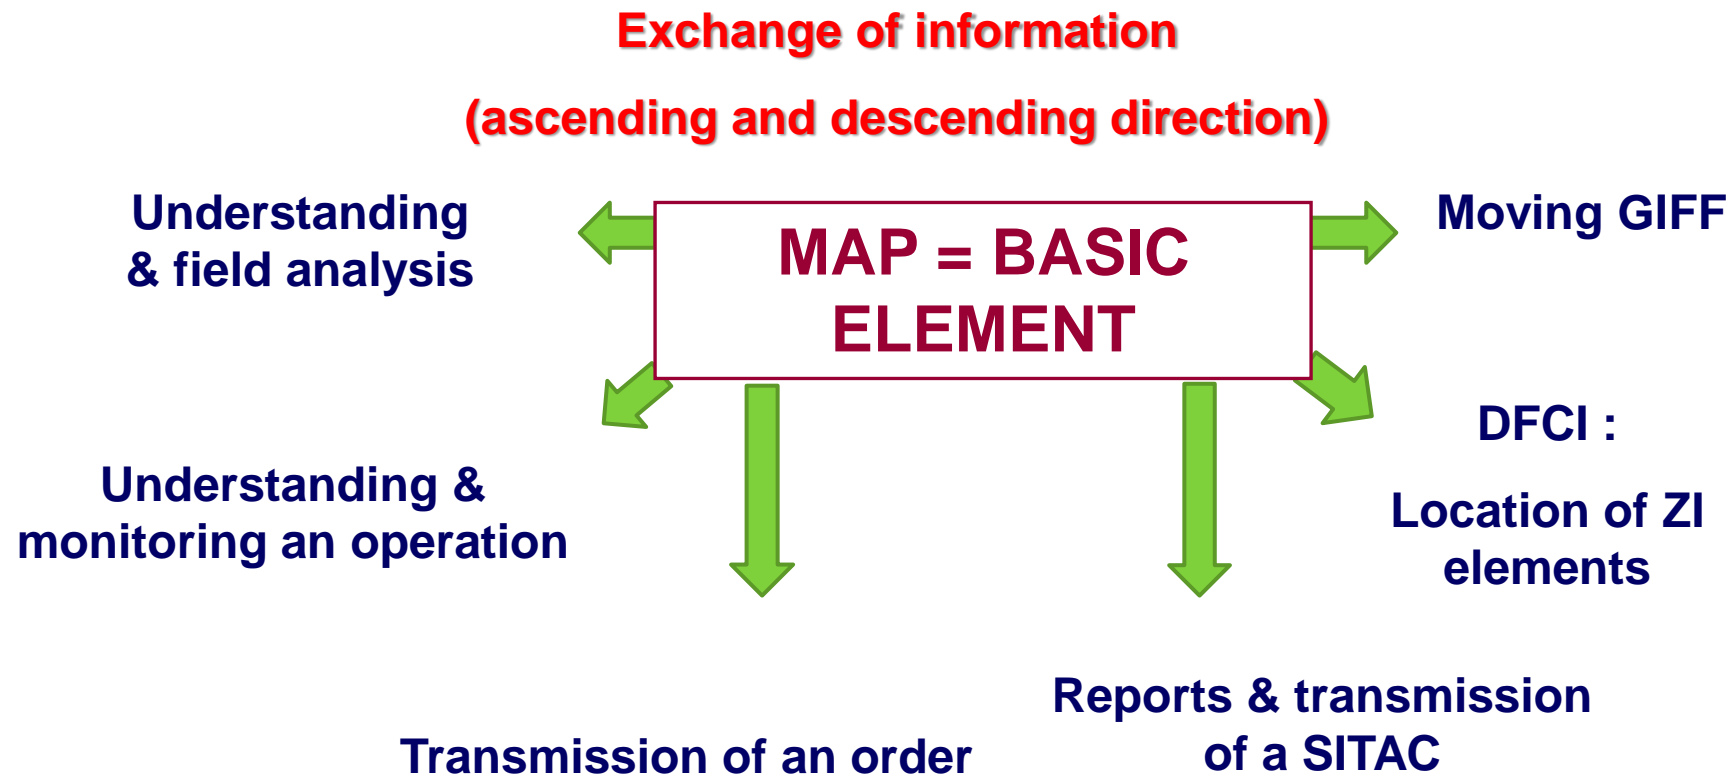 Exchange of information
(ascending and descending direction)
Understanding
& field analysis
MAP = BASIC
ELEMENT
Moving GIFF
Understanding &
monitoring an operation
DFCI :
Location of ZI
elements
Transmission of an order
Reports & transmission
of a SITAC